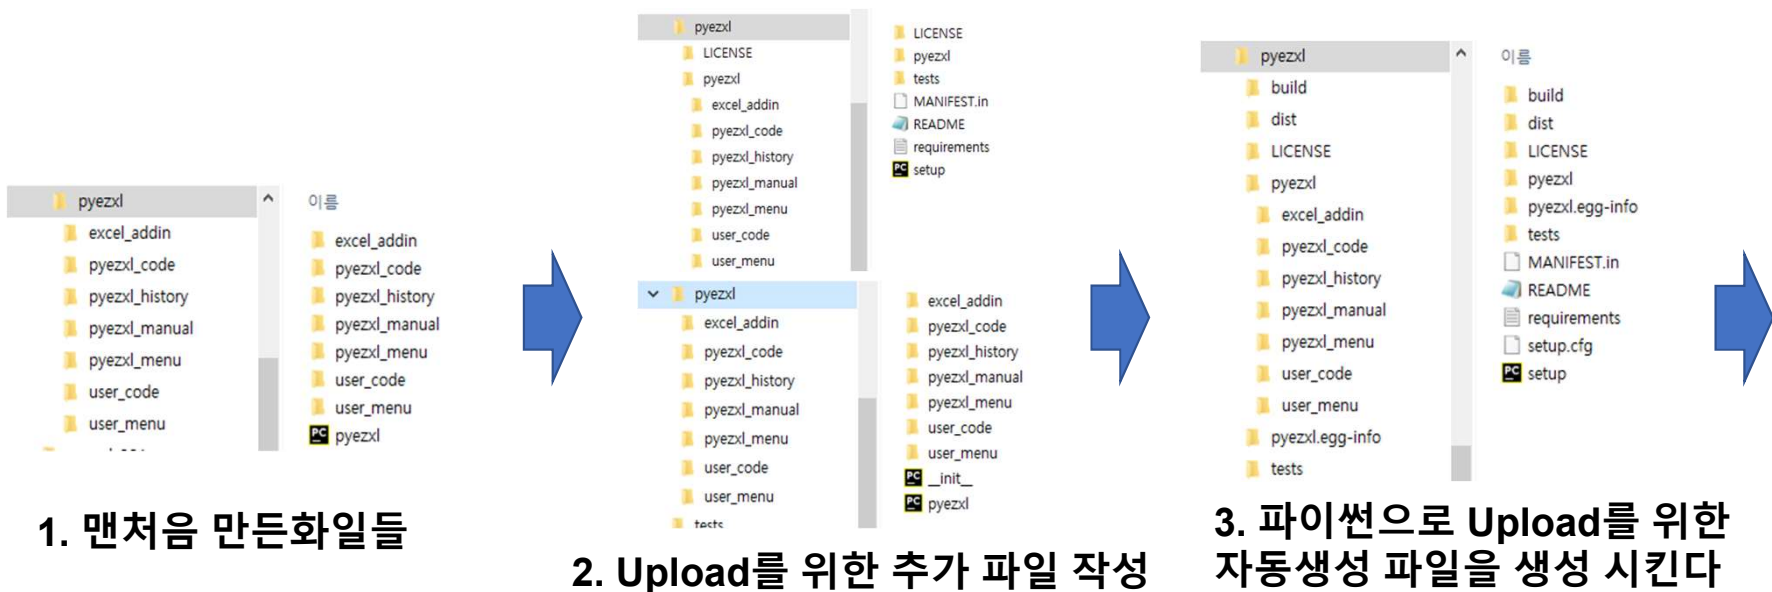 pyezxl
excel_addin
pyezxl_code
pyezxl_history
pyezxl_manual
pyezxl_menu
user_code
user_menu
이름
excel_addin
pyezxl_code
pyezxl_history
pyezxl_manual
pyezxl_menu
user_code
user_menu
PC pyezxl
1. 맨처음 만든화일들
pyezxl
LICENSE
pyezxl
excel_addin
pyezxl_code
pyezxl_history
pyezxl_manual
pyezxl_menu
user_code
user_menu
LICENSE
pyezxl
tests
MANIFEST.in
README
requirements
PC setup
pyezxl
excel_addin
pyezxl_code
pyezxl_history
pyezxl_manual
pyezxl_menu
user_code
user_menu
tests
excel_addin
pyezxl_code
pyezxl_history
pyezxl_manual
pyezxl_menu
user_code
user_menu
PC __init__
PC pyezxl
2. Upload를 위한 추가 파일 작성
pyezxl
build
dist
LICENSE
pyezxl
excel_addin
pyezxl_code
pyezxl_history
pyezxl_manual
pyezxl_menu
user_code
user_menu
pyezxl.egg-info
tests
이름
build
dist
LICENSE
pyezxl
pyezxl.egg-info
tests
MANIFEST.in
README
requirements
setup.cfg
PC setup
3. 파이썬으로 Upload를 위한
자동생성 파일을 생성 시킨다